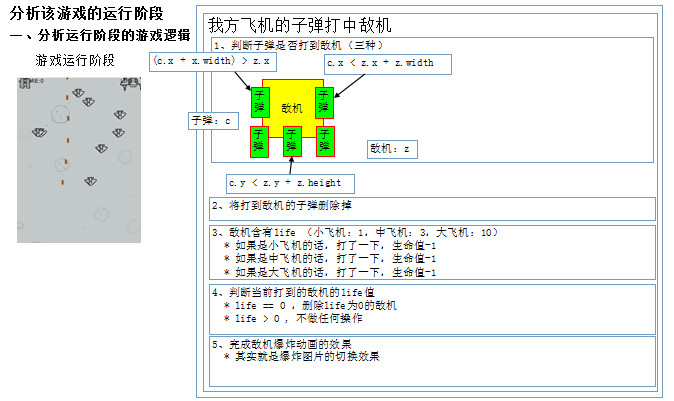 分析该游戏的运行阶段
一、分析运行阶段的游戏逻辑
游戏运行阶段
我方飞机的子弹打中敌机
1、判断子弹是否打到敌机（三种）
(c.x + x.width) > z.x
c.x < z.x + z.width
子弹
敌机
子弹
子弹：c
子弹
子弹
子弹
敌机：z
c.y < z.y + z.height
2、将打到敌机的子弹删除掉
3、敌机含有life （小飞机：1，中飞机：3，大飞机：10）
* 如果是小飞机的话，打了一下，生命值-1
* 如果是中飞机的话，打了一下，生命值-1
* 如果是大飞机的话，打了一下，生命值-1
4、判断当前打到的敌机的life值
* life == 0 ，删除life为0的敌机
* life > 0 ，不做任何操作
5、完成敌机爆炸动画的效果
* 其实就是爆炸图片的切换效果